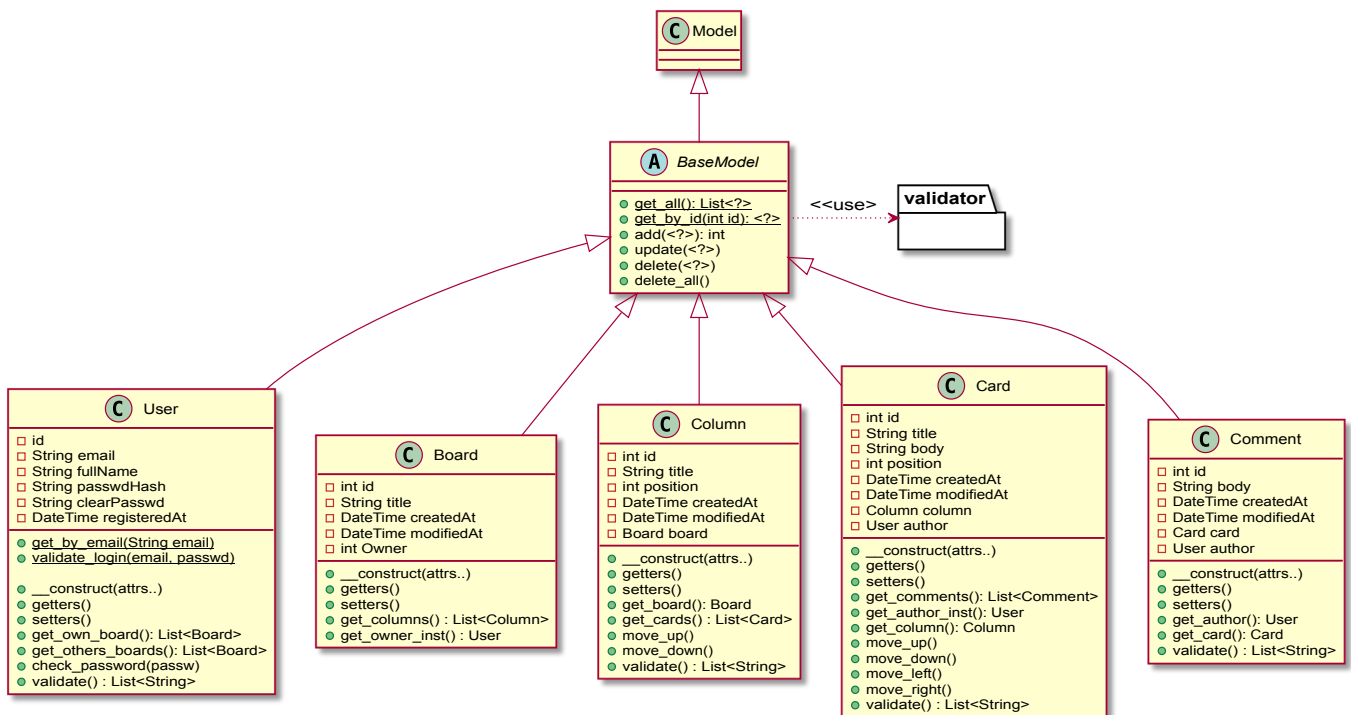 C Model
A BaseModel
get_all(): List<?>
get_by_id(int id): <?>
add(<?>): int
update(<?>)
delete(<?>)
delete_all()
<<use>
validator
C User
id
String email
String fullName
String passwdHash
String clearPasswd
DateTime registeredAt
get_by_email(String email)
validate_login(email, passwd)
__construct(attrs..)
getters()
setters()
get_own_board(): List<Board>
get_others_boards(): List<Board>
check_password(passw)
validate() : List<String>
C Board
int id
String title
DateTime createdAt
DateTime modifiedAt
int Owner
__construct(attrs..)
getters()
setters()
get_columns() : List<Column>
get_owner_inst() : User
C Column
int id
String title
int position
DateTime createdAt
DateTime modifiedAt
Board board
__construct(attrs..)
getters()
setters()
get_board(): Board
get_cards() : List<Card>
move_up()
move_down()
validate() : List<String>
C Card
int id
String title
String body
int position
DateTime createdAt
DateTime modifiedAt
Column column
User author
__construct(attrs..)
getters()
setters()
get_comments(): List<Comment>
get_author_inst(): User
get_column(): Column
move_up()
move_down()
move_left()
move_right()
validate() : List<String>
C Comment
int id
String body
DateTime createdAt
DateTime modifiedAt
Card card
User author
__construct(attrs..)
getters()
setters()
get_author(): User
get_card(): Card
validate() : List<String>